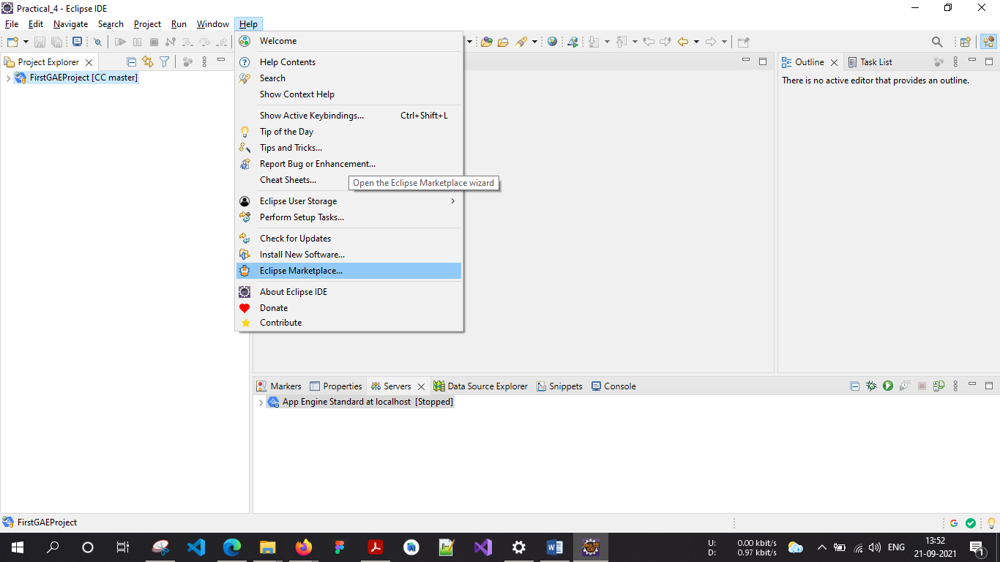 Practical_4 - Eclipse IDE
File Edit Navigate Search Project Run Window Help
Project Explorer
FirstGAEProject [CC master]
Welcome
Help Contents
Search
Show Context Help
Show Active Keybindings... Ctrl+Shift+L
Tip of the Day
Tips and Tricks...
Report Bug or Enhancement...
Cheat Sheets...
Open the Eclipse Marketplace wizard
Eclipse User Storage
Perform Setup Tasks...
Check for Updates
Install New Software...
Eclipse Marketplace...
About Eclipse IDE
Donate
Contribute
Outline Task List
There is no active editor that provides an outline.
Markers Properties Servers Data Source Explorer Snippets Console
App Engine Standard at localhost [Stopped]
FirstGAEProject
U: 0.00 kbit/s
D: 0.97 kbit/s
ENG
13:52
21-09-2021
1